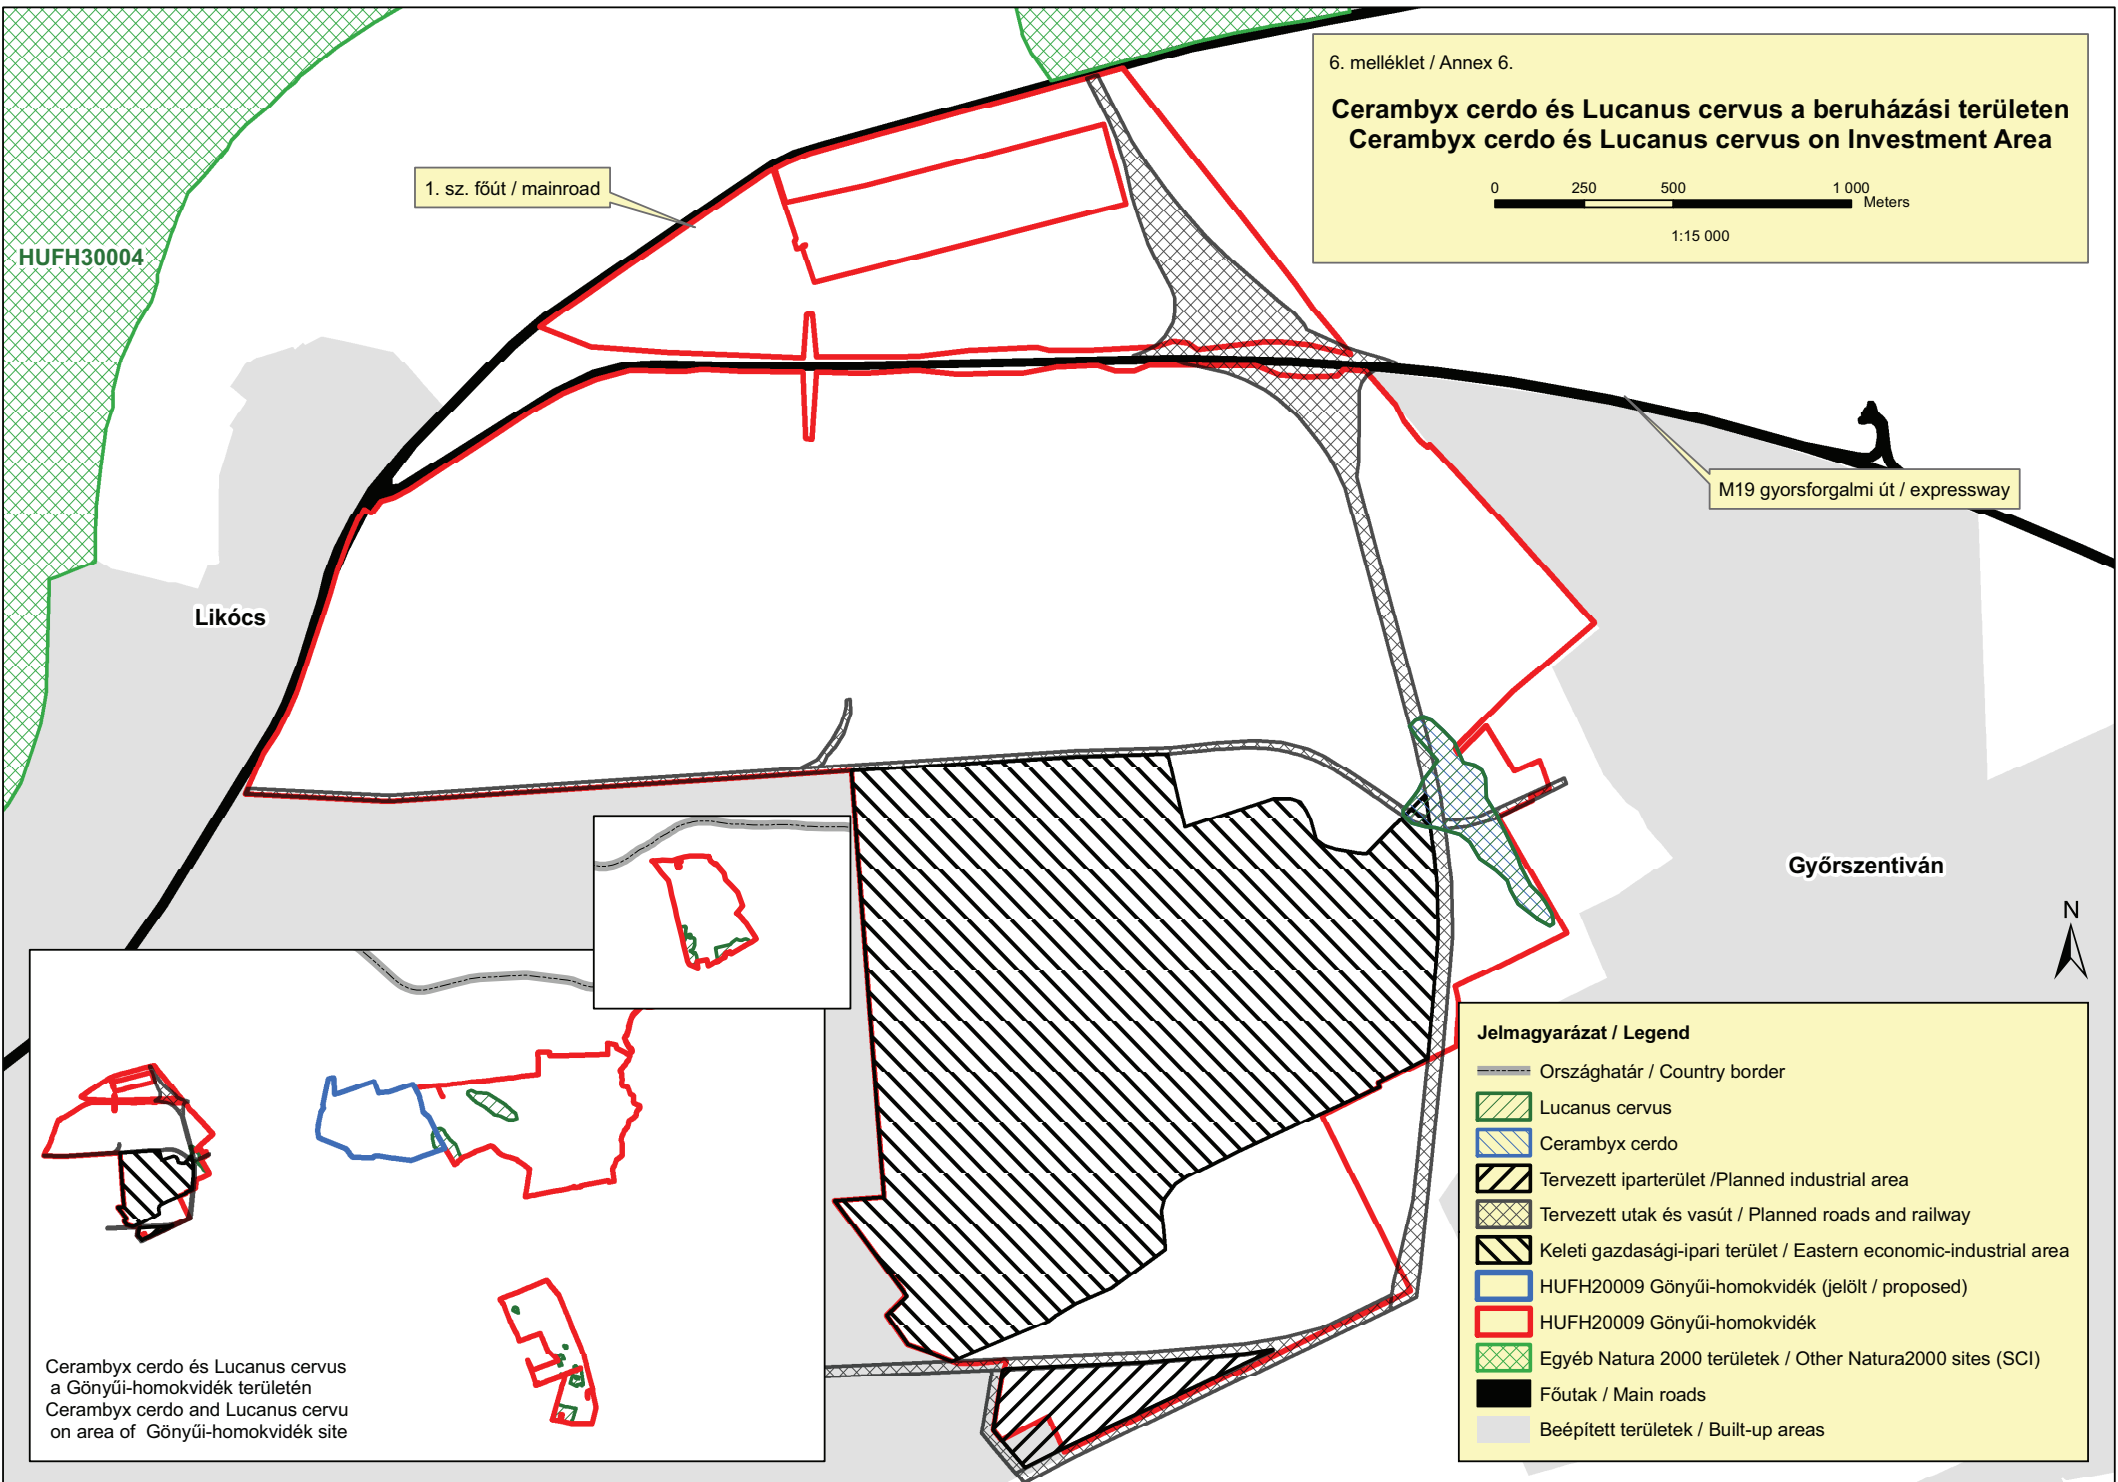 6. melléklet / Annex 6.
Cerambyx cerdo és Lucanus cervus a beruházási területen
Cerambyx cerdo és Lucanus cervus on Investment Area
0 250 500 1 000
Meters
1:15 000
1. sz. főút / mainroad
HUFH30004
M19 gyorsforgalmi út / expressway
Likócs
Győrszentiván
N
Jelmagyarázat / Legend
Országhatár / Country border
Lucanus cervus
Cerambyx cerdo
Tervezett iparterület /Planned industrial area
Tervezett utak és vasút / Planned roads and railway
Keleti gazdasági-ipari terület / Eastern economic-industrial area
HUFH20009 Gönyűi-homokvidék (jelölt / proposed)
HUFH20009 Gönyűi-homokvidék
Egyéb Natura 2000 területek / Other Natura2000 sites (SCI)
Főutak / Main roads
Beépített területek / Built-up areas
Cerambyx cerdo és Lucanus cervus
a Gönyűi-homokvidék területén
Cerambyx cerdo and Lucanus cervu
on area of Gönyűi-homokvidék site